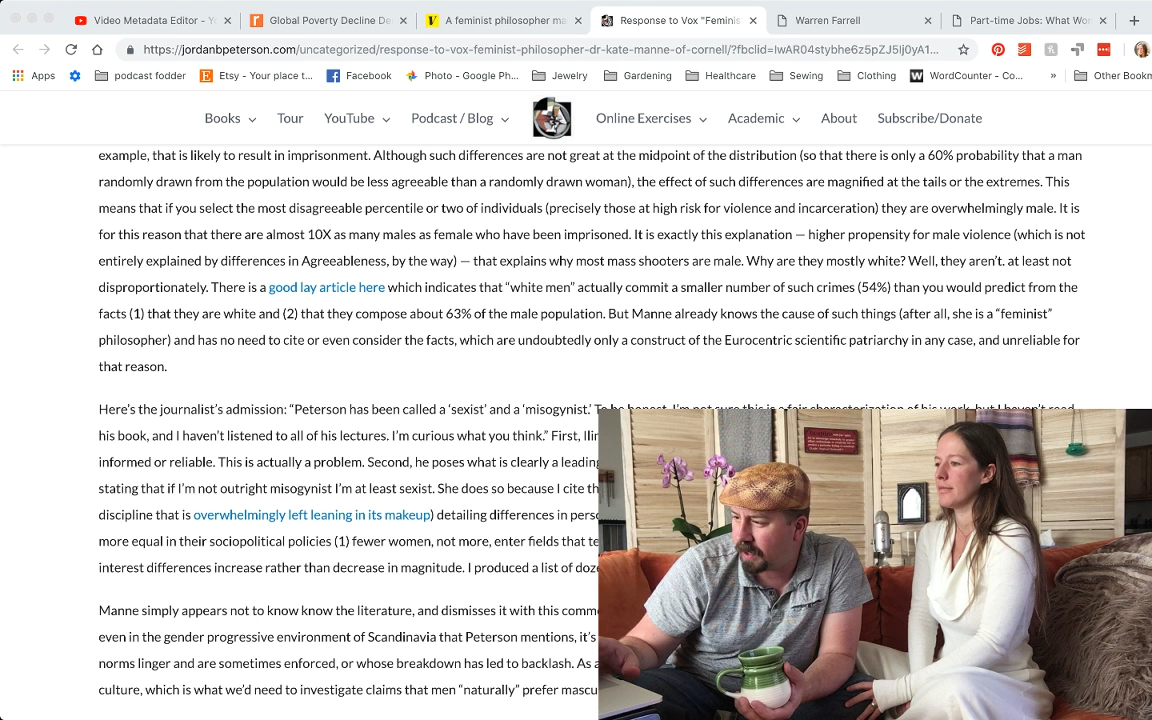 Video Metadata Editor - Y
Global Poverty Decline De
A feminist philosopher ma
Response to Vox "Feminis
Warren Farrell
Part-time Jobs: What Wo
https://jordanbpeterson.com/uncategorized/response-to-vox-feminist-philosopher-dr-kate-manne-of-cornell/?fbclid=IwAR04stybhe6z5pZJ5lj0yA1...
Apps
podcast fodder
Etsy - Your place t...
Facebook
Photo - Google Ph...
Jewelry
Gardening
Healthcare
Sewing
Clothing
WordCounter - Co...
»
Other Bookm
Books
Tour
YouTube
Podcast / Blog
Online Exercises
Academic
About
Subscribe/Donate
example, that is likely to result in imprisonment. Although such differences are not great at the midpoint of the distribution (so that there is only a 60% probability that a man
randomly drawn from the population would be less agreeable than a randomly drawn woman), the effect of such differences are magnified at the tails or the extremes. This
means that if you select the most disagreeable percentile or two of individuals (precisely those at high risk for violence and incarceration) they are overwhelmingly male. It is
for this reason that there are almost 10X as many males as female who have been imprisoned. It is exactly this explanation — higher propensity for male violence (which is not
entirely explained by differences in Agreeableness, by the way) — that explains why most mass shooters are male. Why are they mostly white? Well, they aren't. at least not
disproportionately. There is a good lay article here which indicates that "white men" actually commit a smaller number of such crimes (54%) than you would predict from the
facts (1) that they are white and (2) that they compose about 63% of the male population. But Manne already knows the cause of such things (after all, she is a "feminist"
philosopher) and has no need to cite or even consider the facts, which are undoubtedly only a construct of the Eurocentric scientific patriarchy in any case, and unreliable for
that reason.
Here's the journalist's admission: "Peterson has been called a 'sexist' and a 'misogynist.' To be honest, I'm not sure this is a fair characterization of his work, but I haven't read
his book, and I haven't listened to all of his lectures. I'm curious what you think." First, Ilin
informed or reliable. This is actually a problem. Second, he poses what is clearly a leading
stating that if I'm not outright misogynist I'm at least sexist. She does so because I cite th
discipline that is overwhelmingly left leaning in its makeup) detailing differences in pers
more equal in their sociopolitical policies (1) fewer women, not more, enter fields that te
interest differences increase rather than decrease in magnitude. I produced a list of doze
Manne simply appears not to know know the literature, and dismisses it with this comm
even in the gender progressive environment of Scandinavia that Peterson mentions, it's
norms linger and are sometimes enforced, or whose breakdown has led to backlash. As a
culture, which is what we'd need to investigate claims that men "naturally" prefer mascu